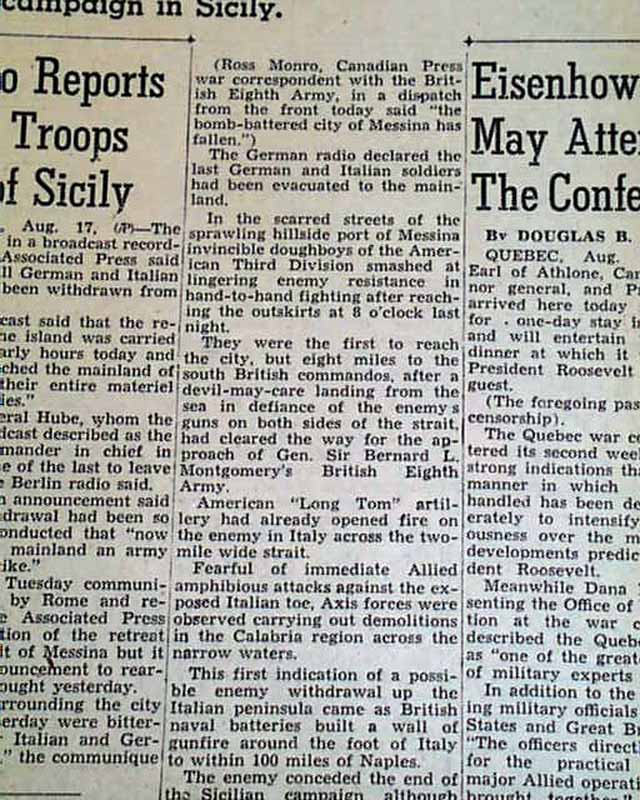 campaign in Sicily.
o Reports
Troops
of Sicily
Aug. 17, (AP)—The
in a broadcast record-
Associated Press said
ll German and Italian
been withdrawn from
cast said that the re-
he island was carried
arly hours today and
ched the mainland of
their entire materiel
ies."
eral Hube, whom the
dcast described as the
mander in chief in
e of the last to leave
Berlin radio said.
n announcement said
drawal had been so
onducted that "now
mainland an army
ike."
Tuesday communi-
by Rome and re-
e Associated Press
tion of the retreat
it of Messina but it
ouncement to rear-
ought yesterday.
rrounding the city
erday were bitter-
Italian and Ger-
," the communique
(Ross Monro, Canadian Press
war correspondent with the Brit-
ish Eighth Army, in a dispatch
from the front today said "the
bomb-battered city of Messina has
fallen.")
The German radio declared the
last German and Italian soldiers
had been evacuated to the main-
land.
In the scarred streets of the
sprawling hillside port of Messina
invincible doughboys of the Amer-
ican Third Division smashed at
lingering enemy resistance in
hand-to-hand fighting after reach-
ing the outskirts at 8 o'clock last
night.
They were the first to reach
the city, but eight miles to the
south British commandos, after a
devil-may-care landing from the
sea in defiance of the enemy's
guns on both sides of the strait,
had cleared the way for the ap-
proach of Gen. Sir Bernard L.
Montgomery's British Eighth
Army.
American "Long Tom" artil-
lery had already opened fire on
the enemy in Italy across the two-
mile wide strait.
Fearful of immediate Allied
amphibious attacks against the ex-
posed Italian toe, Axis forces were
observed carrying out demolitions
in the Calabria region across the
narrow waters.
This first indication of a possi-
ble enemy withdrawal up the
Italian peninsula came as British
naval batteries built a wall of
gunfire around the foot of Italy
to within 100 miles of Naples.
The enemy conceded the end of
the Sicilian campaign although
Eisenhow
May Atte
The Confe
By DOUGLAS B.
QUEBEC, Aug.
Earl of Athlone, Can
nor general, and Pr
arrived here today
for . one-day stay i
and will entertain
dinner at which it
President Roosevelt
guest.
(The foregoing pas
censorship).
The Quebec war co
tered its second wee
strong indications th
manner in which
handled has been de
erately to intensify
ousness over the m
developments predic
dent Roosevelt.
Meanwhile Dana
senting the Office of
tion at the war c
described the Queb
as "one of the great
of military experts
In addition to the
ing military officials
States and Great Br
"The officers direct
for the practical
major Allied operati
brought together